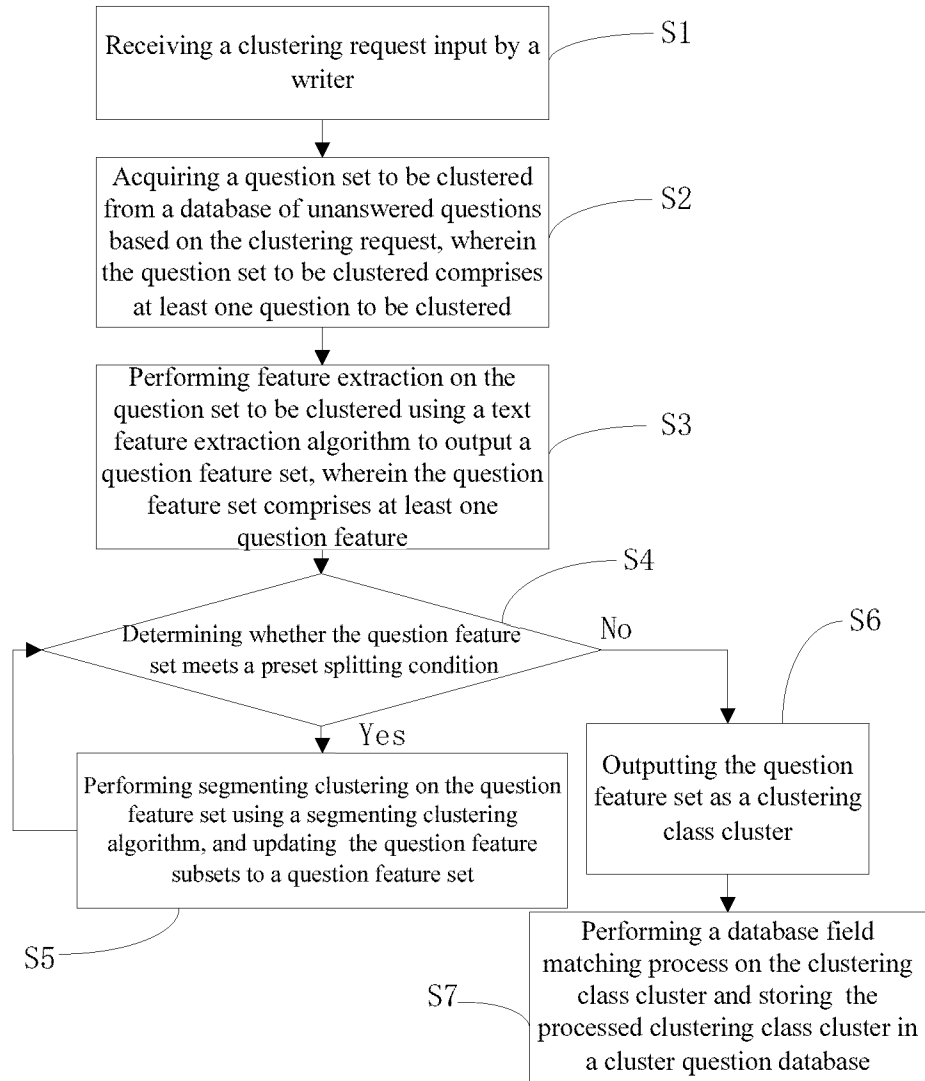 Receiving a clustering request input by a
writer
S1
Acquiring a question set to be clustered
from a database of unanswered questions
based on the clustering request, wherein
the question set to be clustered comprises
at least one question to be clustered
S2
Performing feature extraction on the
question set to be clustered using a text
feature extraction algorithm to output a
question feature set, wherein the question
feature set comprises at least one
question feature
S3
S4
Determining whether the question feature
set meets a preset splitting condition
No
S6
Yes
Performing segmenting clustering on the question
feature set using a segmenting clustering
algorithm, and updating the question feature
subsets to a question feature set
S5
Outputting the question
feature set as a clustering
class cluster
Performing a database field
matching process on the clustering
class cluster and storing the
processed clustering class cluster in
a cluster question database
S7